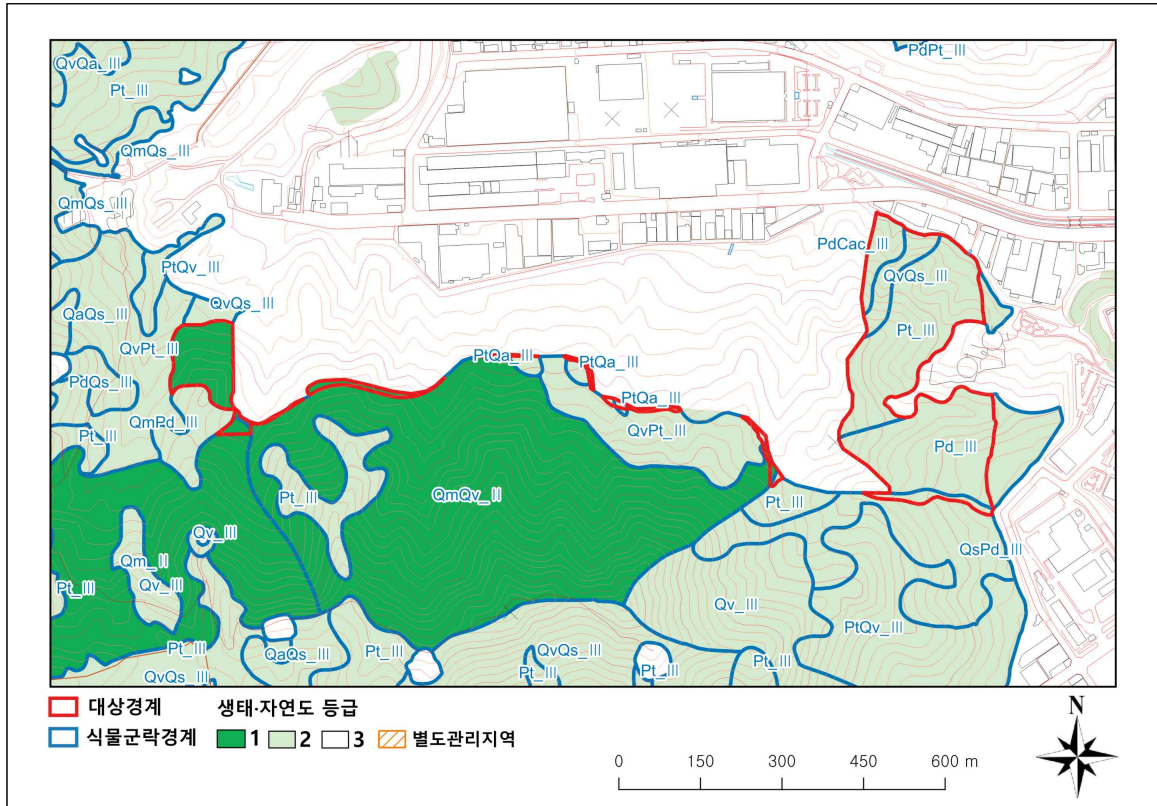 QvQa_III
PdPt_III
Pt_III
QmQs_III
QmQs_III
PdCac_III
PtQv_III
QvQs_III
QvQs_III
QaQs_III
Pt_III
QvPt_III
PtQa_III
PtQa_III
PdQs_III
PtQa_III
QmPd_III
QvPt_III
Pt_III
Pd_III
Pt_III
QmQv_II
Pt_III
Qv_III
QsPd_III
Qm_II
Pt_III
Qv_III
Qv_III
PtQv_III
Pt_III
QaQs_III
Pt_III
QvQs_III
Pt_III
Pt_III
Pt_III
QvQs_III
대상경계 생태·자연도 등급
식물군락경계 1 2 3 별도관리지역
N
0 150 300 450 600 m